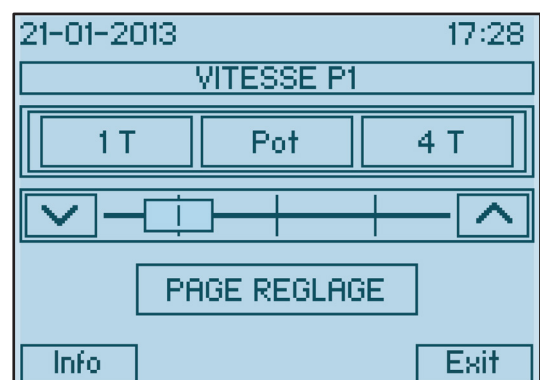 21-01-2013 17:28
VITESSE P1
1 T Pot 4 T
PAGE REGLAGE
Info Exit